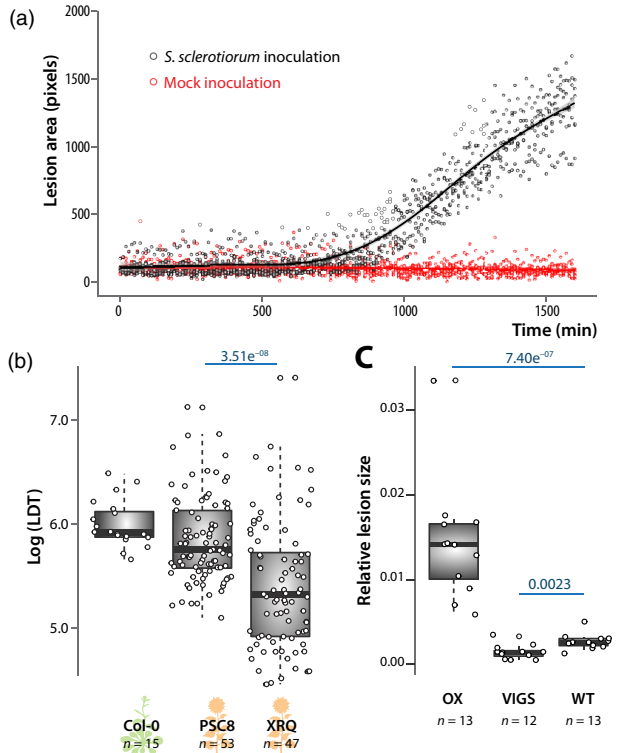 (a)
2000
1500
1000
500
0
Lesion area (pixels)
S. sclerotiorum inoculation
Mock inoculation
0 500 1000 1500
Time (min)
(b)
3.51e⁻⁰⁸
7.0
6.0
5.0
Log (LDT)
Col-0 PSC8 XRQ
n = 15 n = 53 n = 47
C
7.40e⁻⁰⁷
0.03
0.02
0.01
0.00
Relative lesion size
0.0023
OX VIGS WT
n = 13 n = 12 n = 13